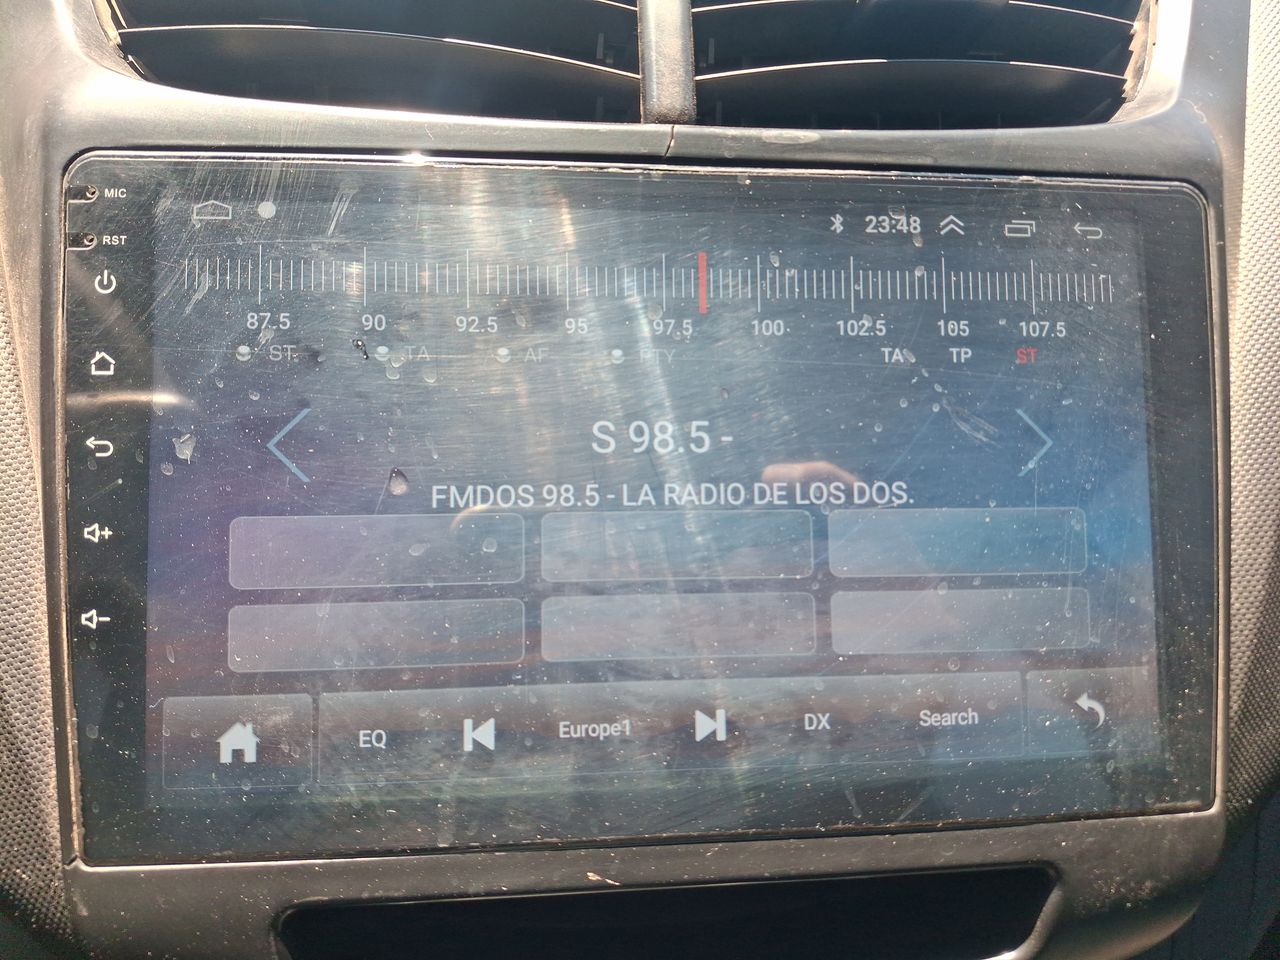 MIC
23:48
RST
87.5 90 92.5 95 97.5 100 102.5 105 107.5
ST TA AF PTY TA TP ST
S 98.5 -
FMDOS 98.5 - LA RADIO DE LOS DOS.
EQ Europe1 DX Search